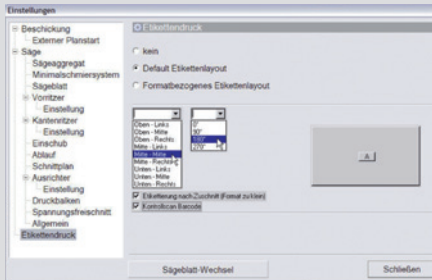 Einstellungen
Beschickung
Externer Planstart
Säge
Sägeaggregat
Minimalschmiersystem
Sägeblatt
Vorritzer
Einstellung
Kantenritzer
Einstellung
Einschub
Ablauf
Schnittplan
Ausrichter
Einstellung
Druckbalken
Spannungsfreischnitt
Allgemein
Etikettendruck
Etikettendruck
kein
Default Etikettenlayout
Formatbezogenes Etikettenlayout
Oben - Links
Oben - Mitte
Oben - Rechts
Mitte - Links
Mitte - Mitte
Mitte - Rechts
Unten - Links
Unten - Mitte
Unten - Rechts
0°
90°
180°
270°
A
Etikettierung nach Zuschnitt (Format zu klein)
Kontrollscan Barcode
Sägeblatt-Wechsel
Schließen